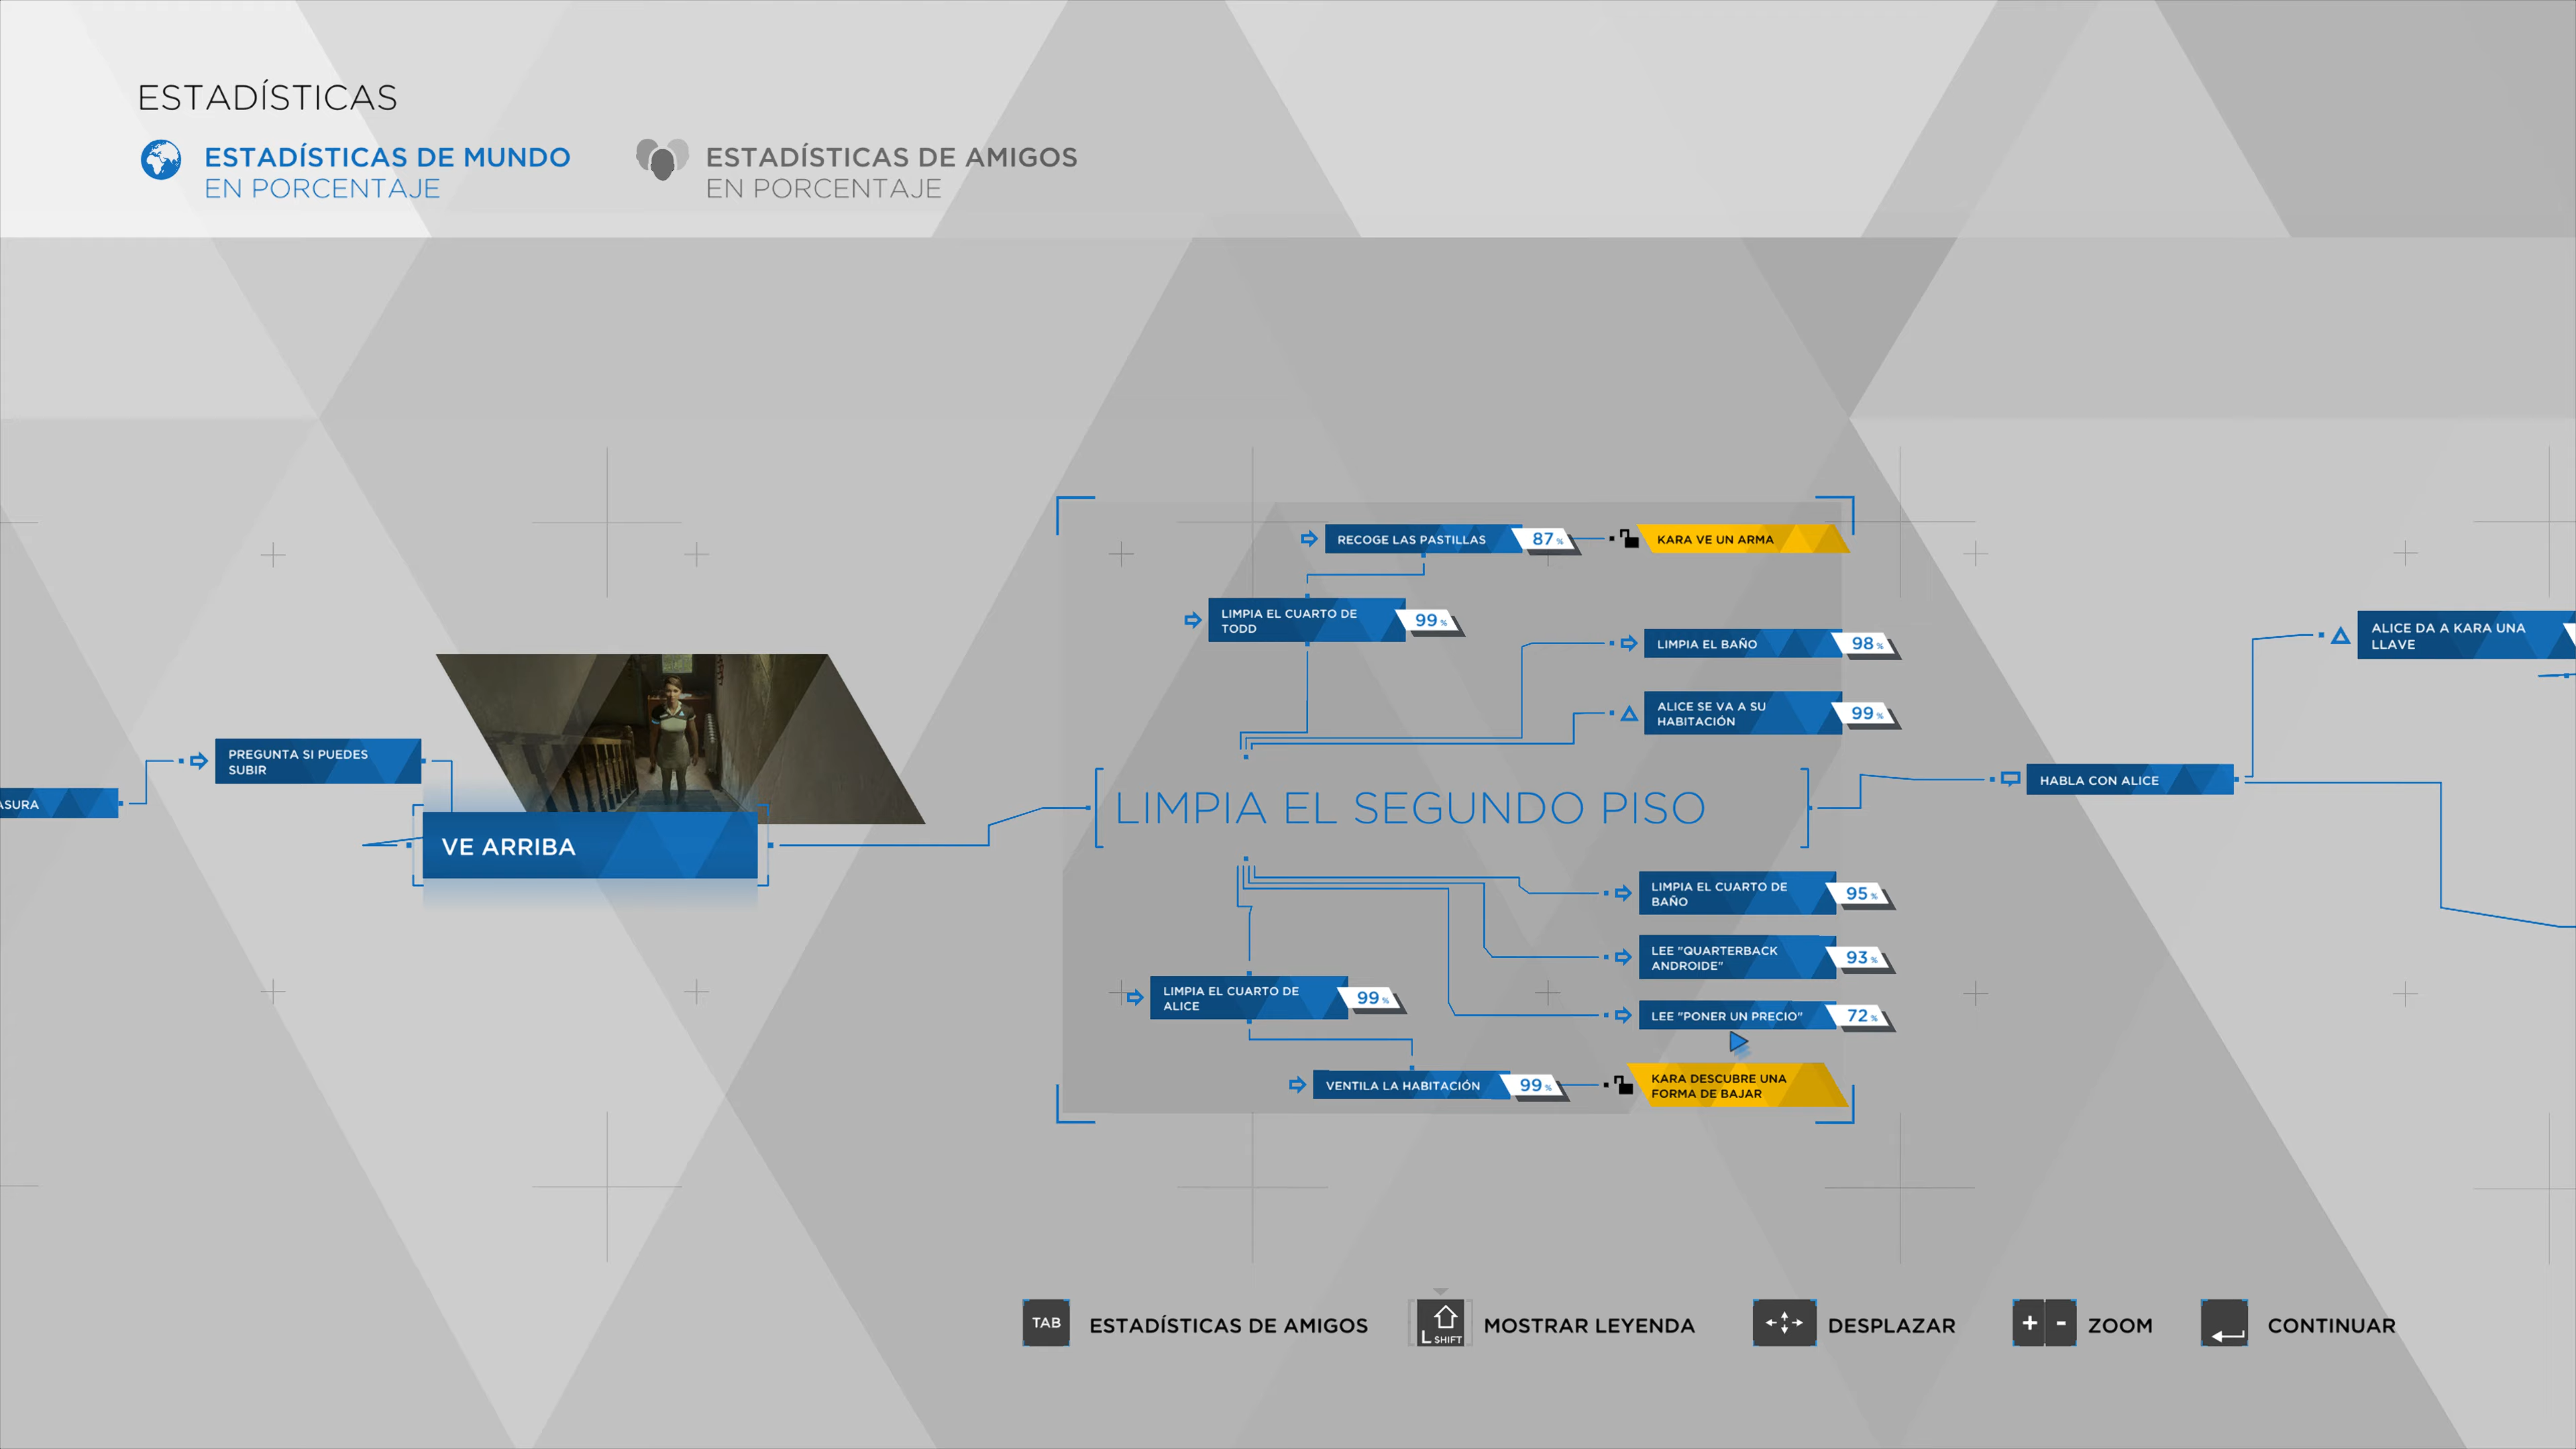 ESTADÍSTICAS
ESTADÍSTICAS DE MUNDO
EN PORCENTAJE
ESTADÍSTICAS DE AMIGOS
EN PORCENTAJE
ASURA
PREGUNTA SI PUEDES
SUBIR
VE ARRIBA
RECOGE LAS PASTILLAS 87%
KARA VE UN ARMA
LIMPIA EL CUARTO DE
TODD
99%
LIMPIA EL BAÑO 98%
ALICE SE VA A SU
HABITACIÓN
99%
LIMPIA EL SEGUNDO PISO
LIMPIA EL CUARTO DE
BAÑO
95%
LEE "QUARTERBACK
ANDROIDE"
93%
LIMPIA EL CUARTO DE
ALICE
99%
LEE "PONER UN PRECIO" 72%
VENTILA LA HABITACIÓN 99%
KARA DESCUBRE UNA
FORMA DE BAJAR
HABLA CON ALICE
ALICE DA A KARA UNA
LLAVE
TAB ESTADÍSTICAS DE AMIGOS
L SHIFT MOSTRAR LEYENDA
DESPLAZAR
+ - ZOOM
CONTINUAR